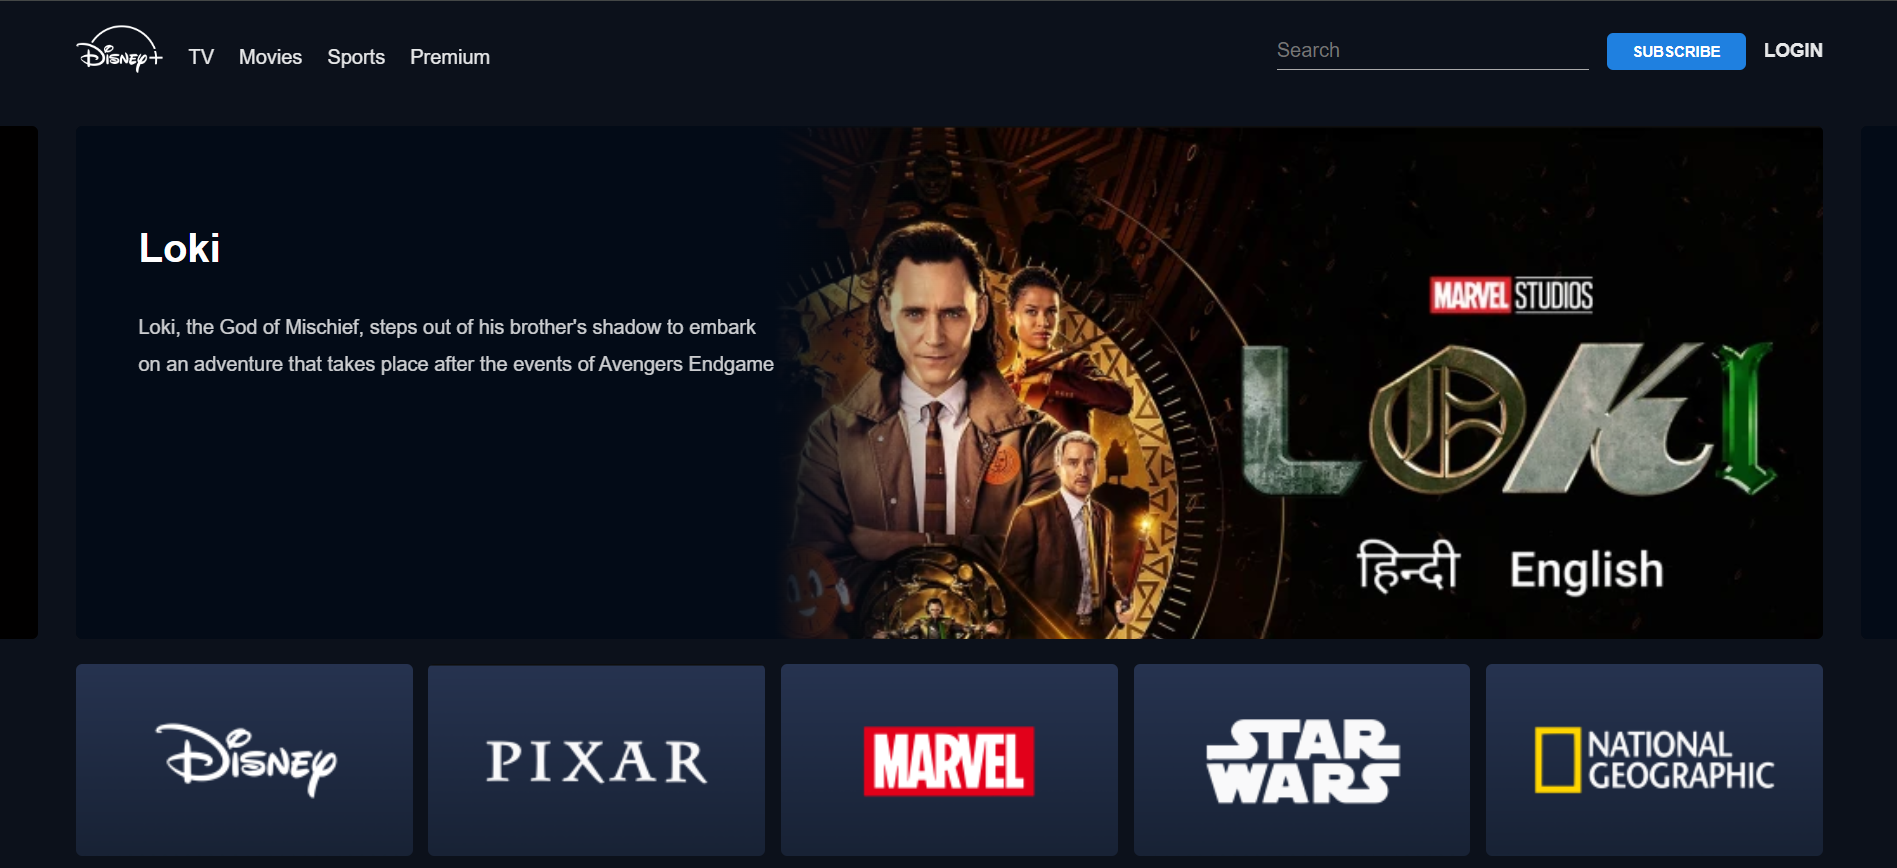 Disney+ TV Movies Sports Premium Search SUBSCRIBE LOGIN
Loki
Loki, the God of Mischief, steps out of his brother's shadow to embark
on an adventure that takes place after the events of Avengers Endgame
MARVEL STUDIOS
LOKI
हिन्दी English
Disney
PIXAR
MARVEL
STAR
WARS
NATIONAL
GEOGRAPHIC